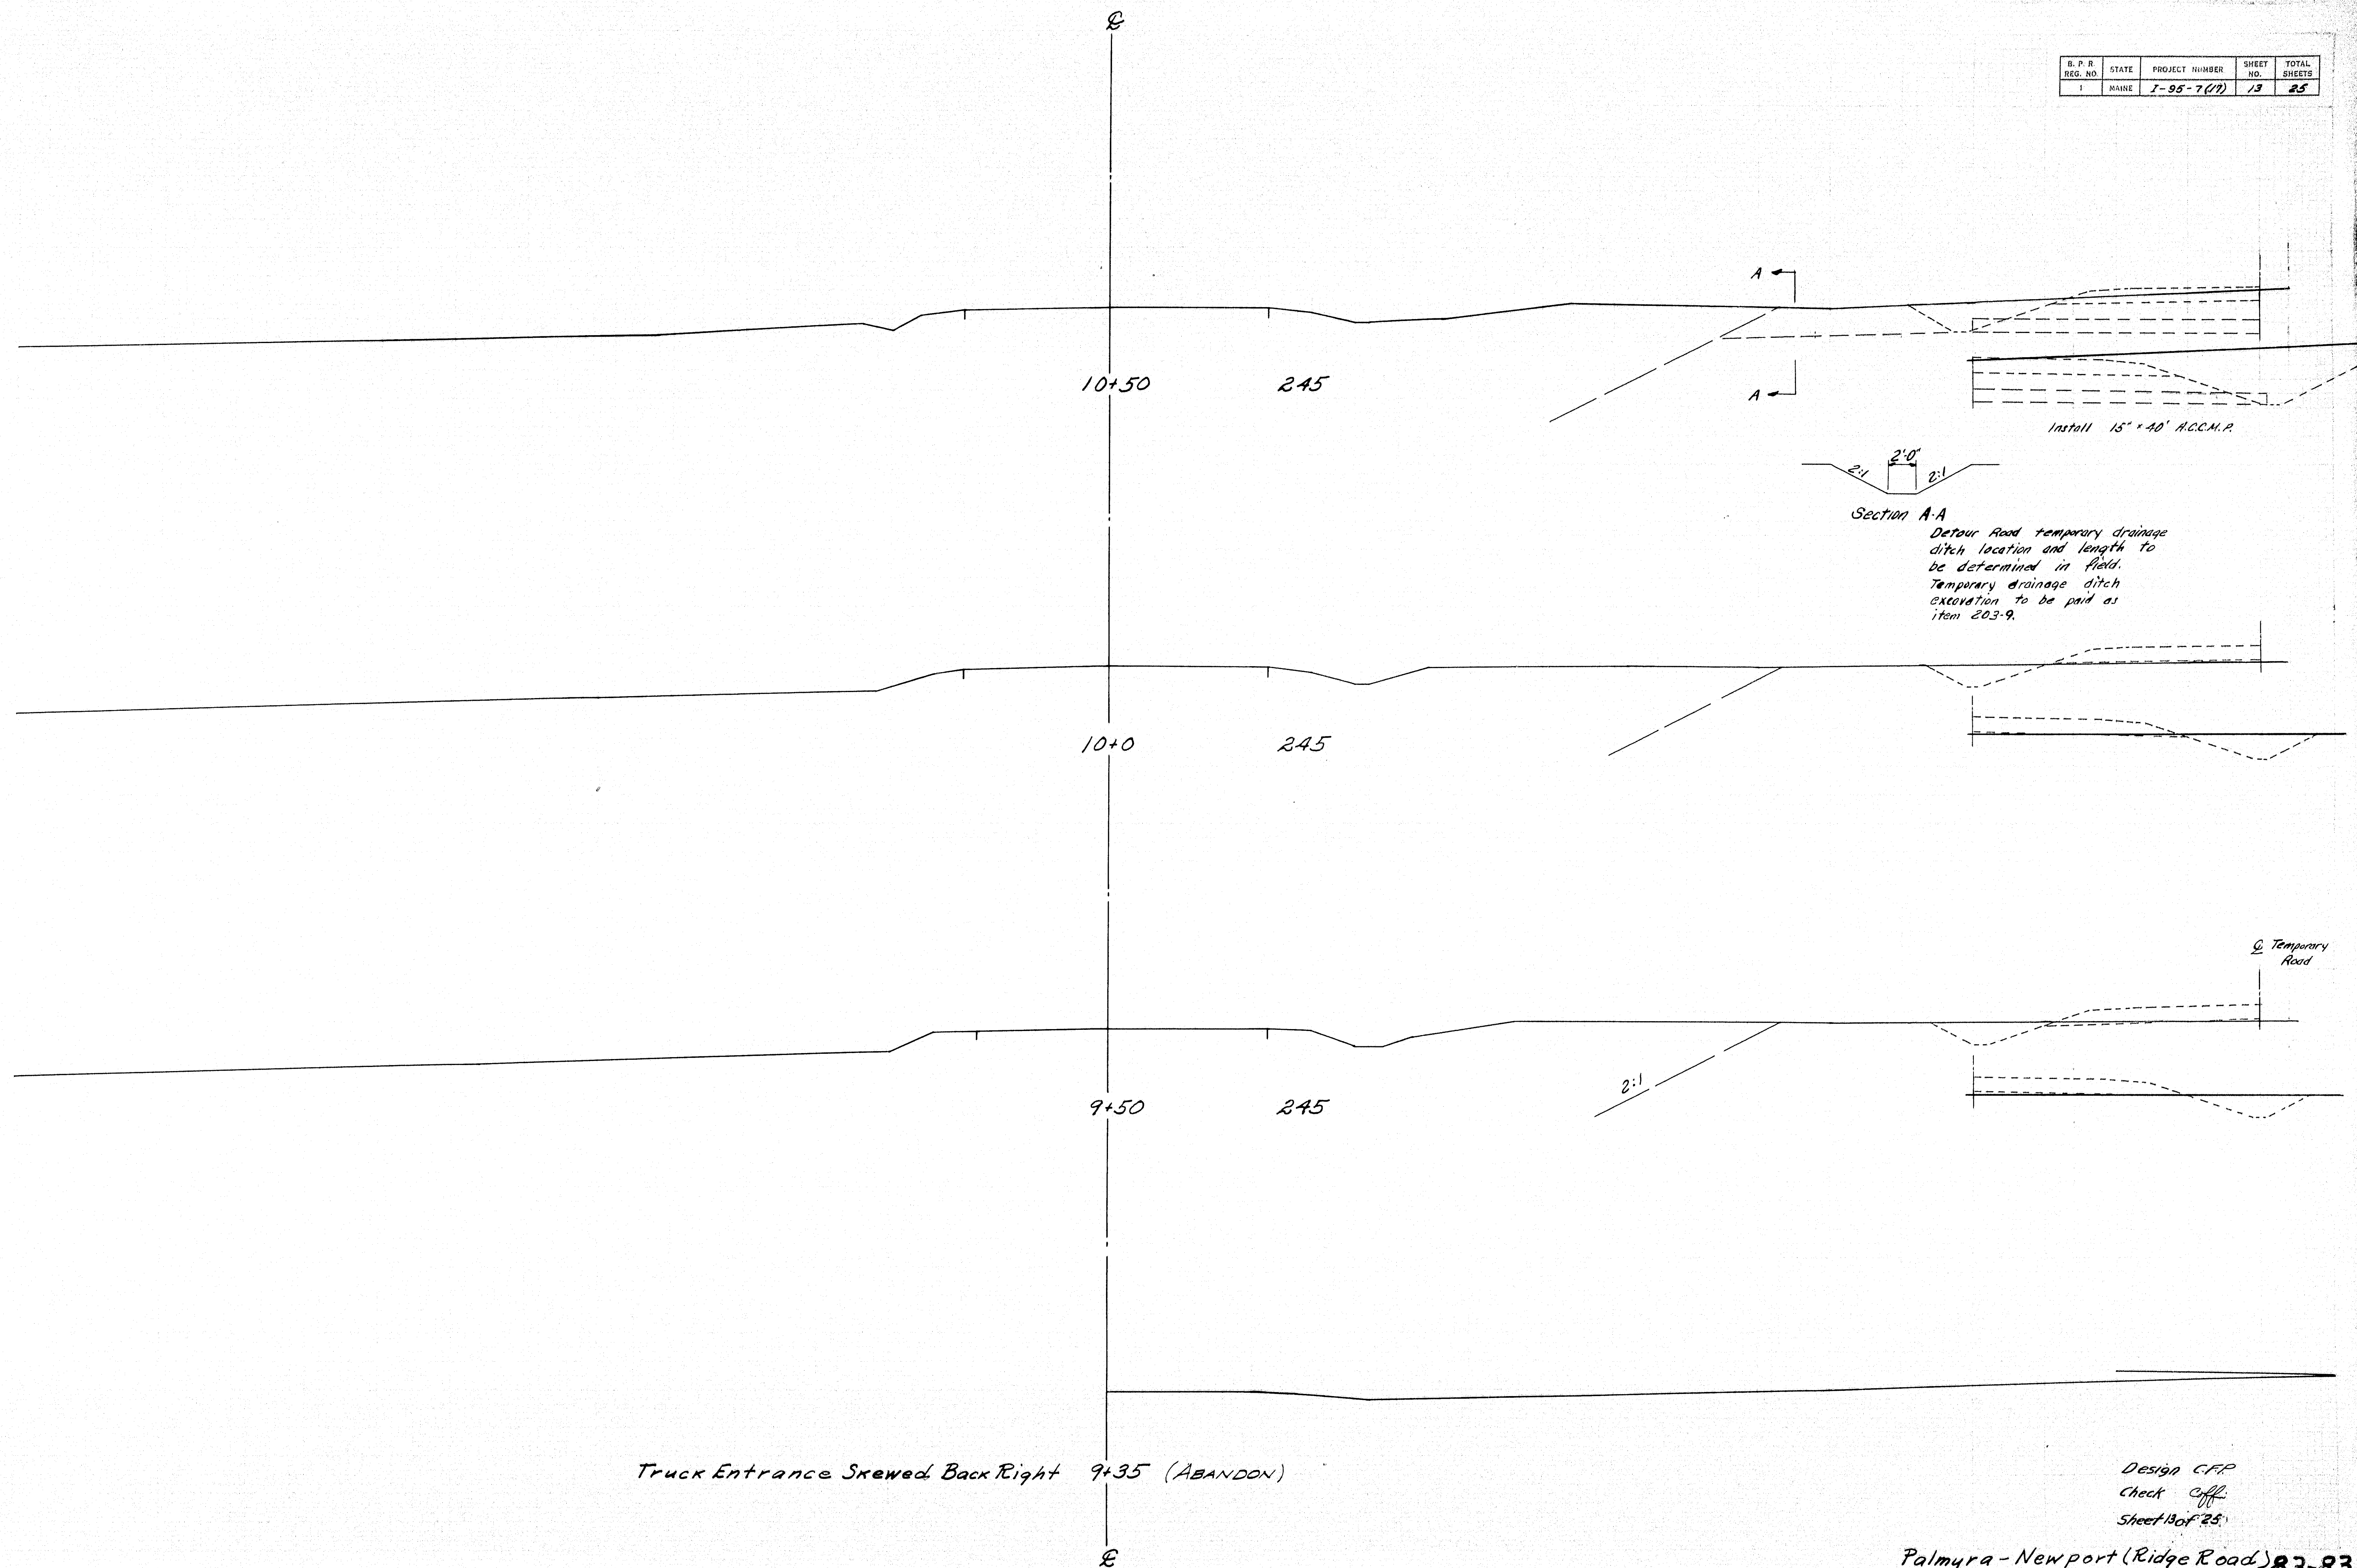 ℄
B. P. R. REG. NO. STATE PROJECT NUMBER SHEET NO. TOTAL SHEETS
1 MAINE I-95-7(17) 13 25
A
10+50 245
A
Install 15" x 40' A.C.C.M.P.
2'-0"
2:1 2:1
Section A-A
Detour Road temporary drainage
ditch location and length to
be determined in field.
Temporary drainage ditch
excavation to be paid as
item 203-9.
10+0 245
℄ Temporary
Road
2:1
9+50 245
Truck Entrance Skewed Back Right 9+35 (ABANDON)
Design C.F.P.
Check
Sheet 13 of 25
℄
Palmyra-Newport (Ridge Road)